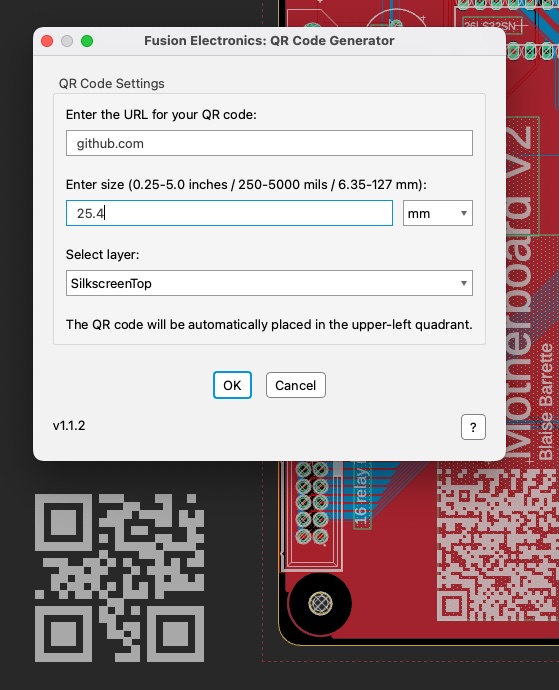 26LS32SN
Fusion Electronics: QR Code Generator
QR Code Settings
Enter the URL for your QR code:
github.com
Enter size (0.25-5.0 inches / 250-5000 mils / 6.35-127 mm):
25.4
mm
Select layer:
SilkscreenTop
The QR code will be automatically placed in the upper-left quadrant.
OK
Cancel
v1.1.2
?
Motherboard V2
Blaise Barrette
16 relay